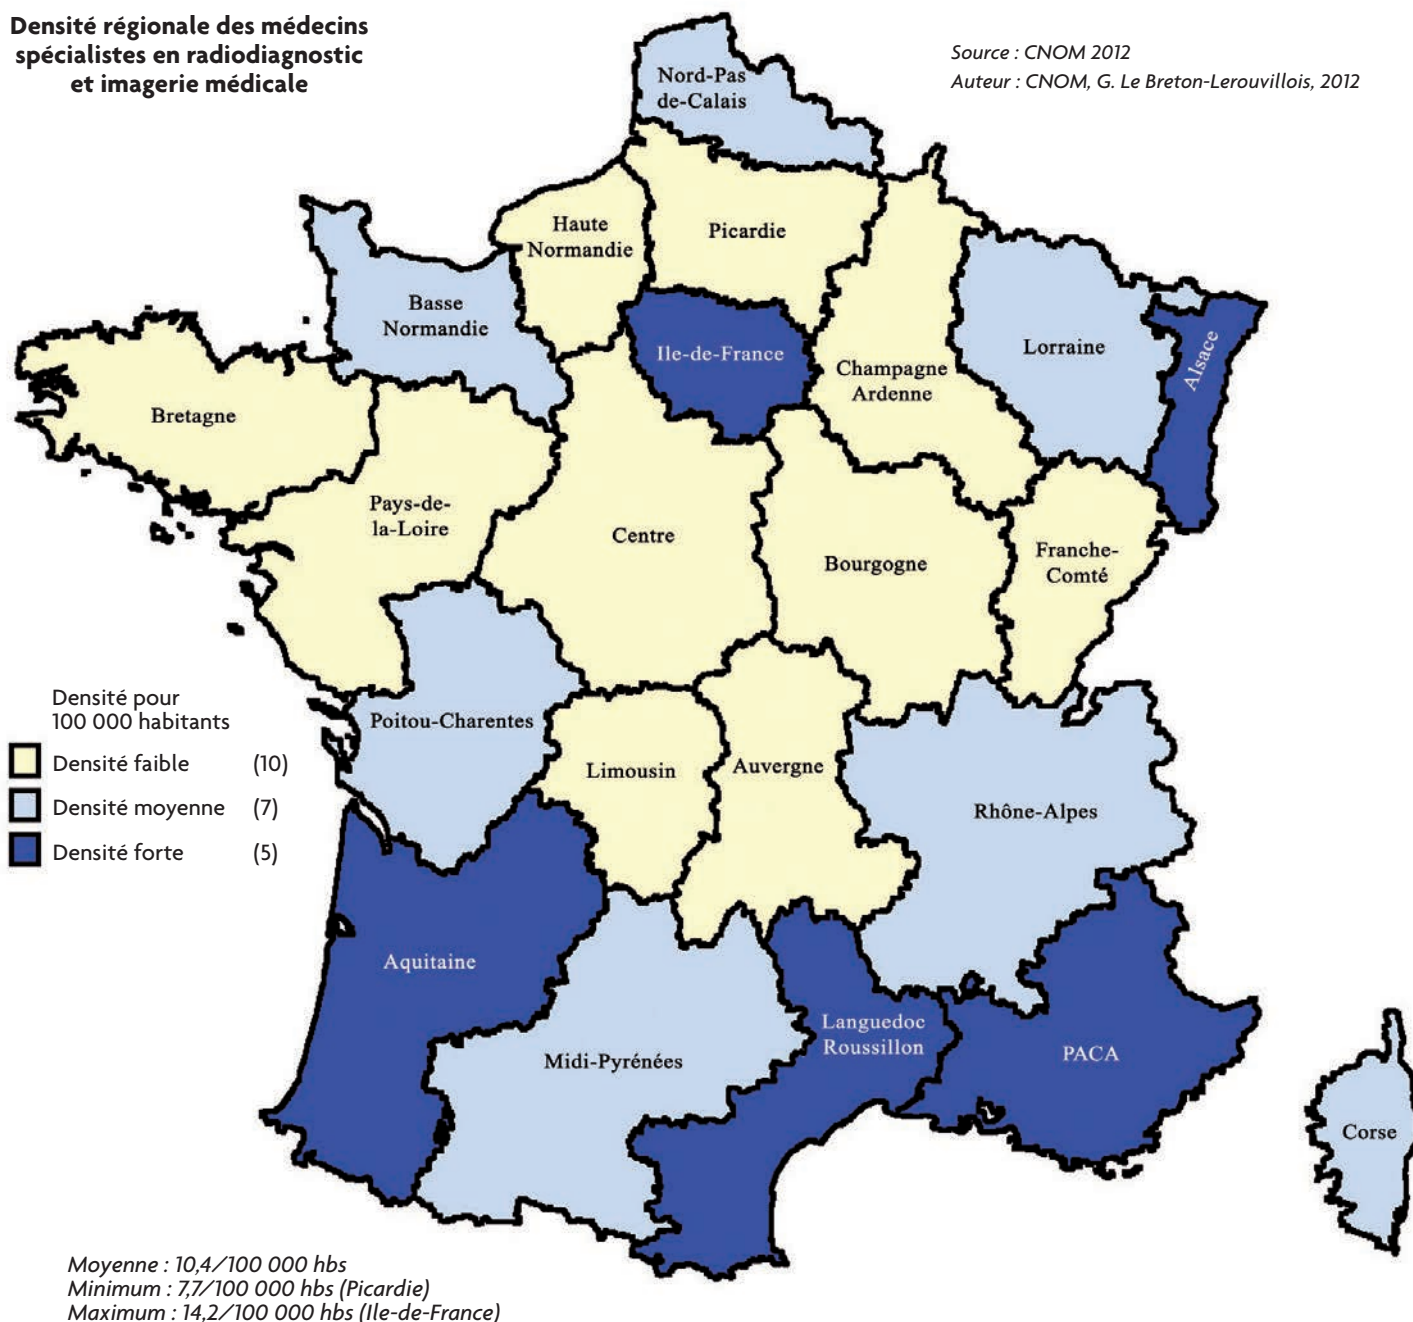 Densité régionale des médecins
spécialistes en radiodiagnostic
et imagerie médicale
Source : CNOM 2012
Auteur : CNOM, G. Le Breton-Lerouvillois, 2012
Nord-Pas
de-Calais
Haute
Normandie
Picardie
Basse
Normandie
Ile-de-France
Champagne
Ardenne
Lorraine
Alsace
Bretagne
Pays-de-
la-Loire
Centre
Bourgogne
Franche-
Comté
Poitou-Charentes
Limousin
Auvergne
Rhône-Alpes
Aquitaine
Midi-Pyrénées
Languedoc
Roussillon
PACA
Corse
Densité pour
100 000 habitants
Densité faible (10)
Densité moyenne (7)
Densité forte (5)
Moyenne : 10,4/100 000 hbs
Minimum : 7,7/100 000 hbs (Picardie)
Maximum : 14,2/100 000 hbs (Ile-de-France)